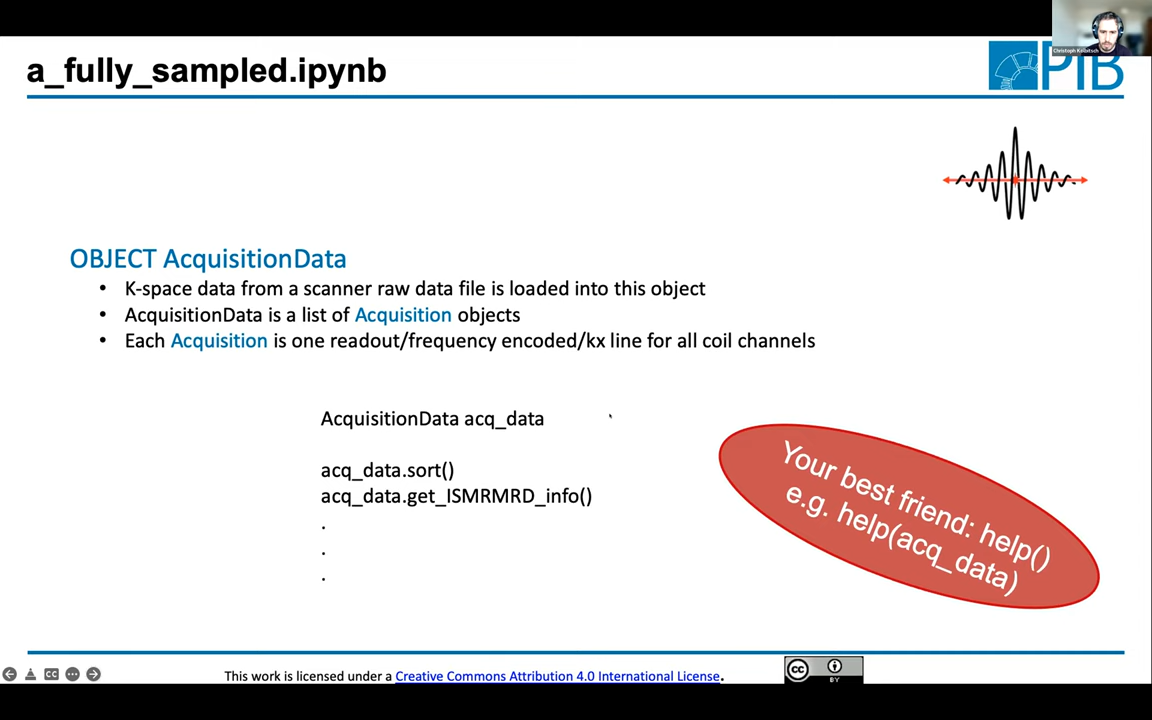 a_fully_sampled.ipynb
PTB
OBJECT AcquisitionData
• K-space data from a scanner raw data file is loaded into this object
• AcquisitionData is a list of Acquisition objects
• Each Acquisition is one readout/frequency encoded/kx line for all coil channels
AcquisitionData acq_data
acq_data.sort()
acq_data.get_ISMRMRD_info()
.
.
.
Your best friend: help()
e.g. help(acq_data)
This work is licensed under a Creative Commons Attribution 4.0 International License.
cc
BY
CC